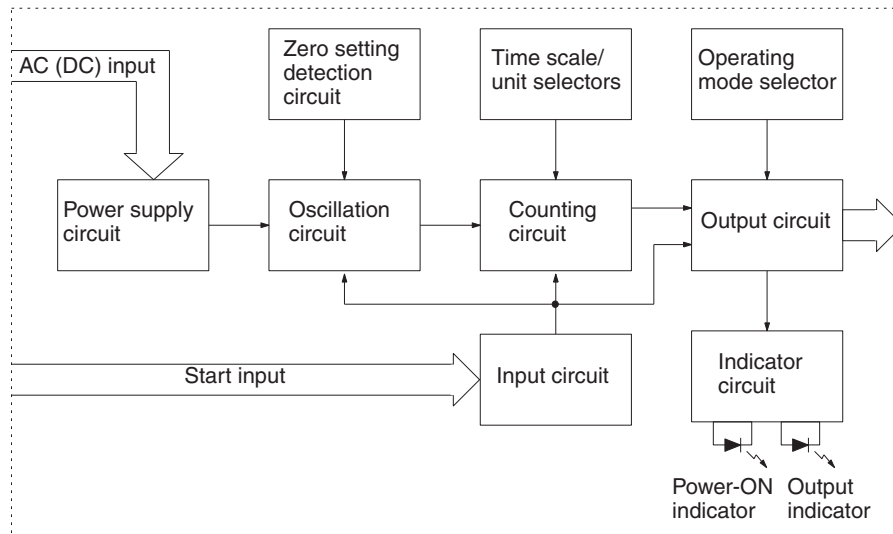 AC (DC) input
Zero setting
detection
circuit
Time scale/
unit selectors
Operating
mode selector
Power supply
circuit
Oscillation
circuit
Counting
circuit
Output circuit
Start input
Input circuit
Indicator
circuit
Power-ON
indicator
Output
indicator